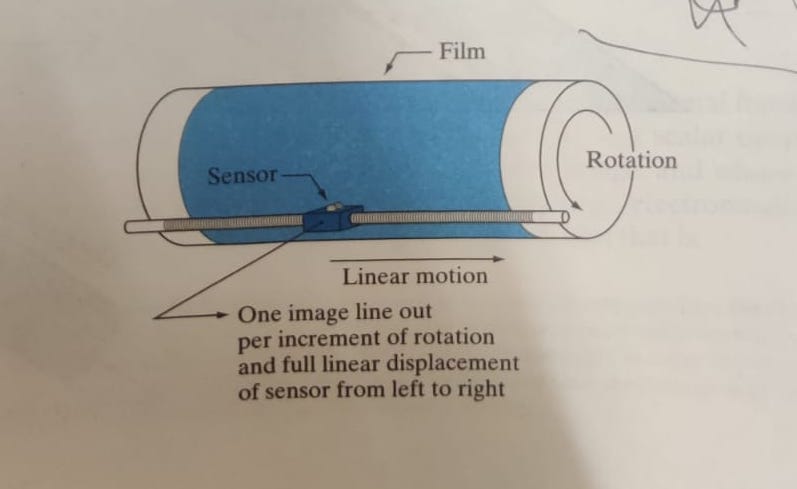 Film
Sensor
Rotation
Linear motion
One image line out
per increment of rotation
and full linear displacement
of sensor from left to right